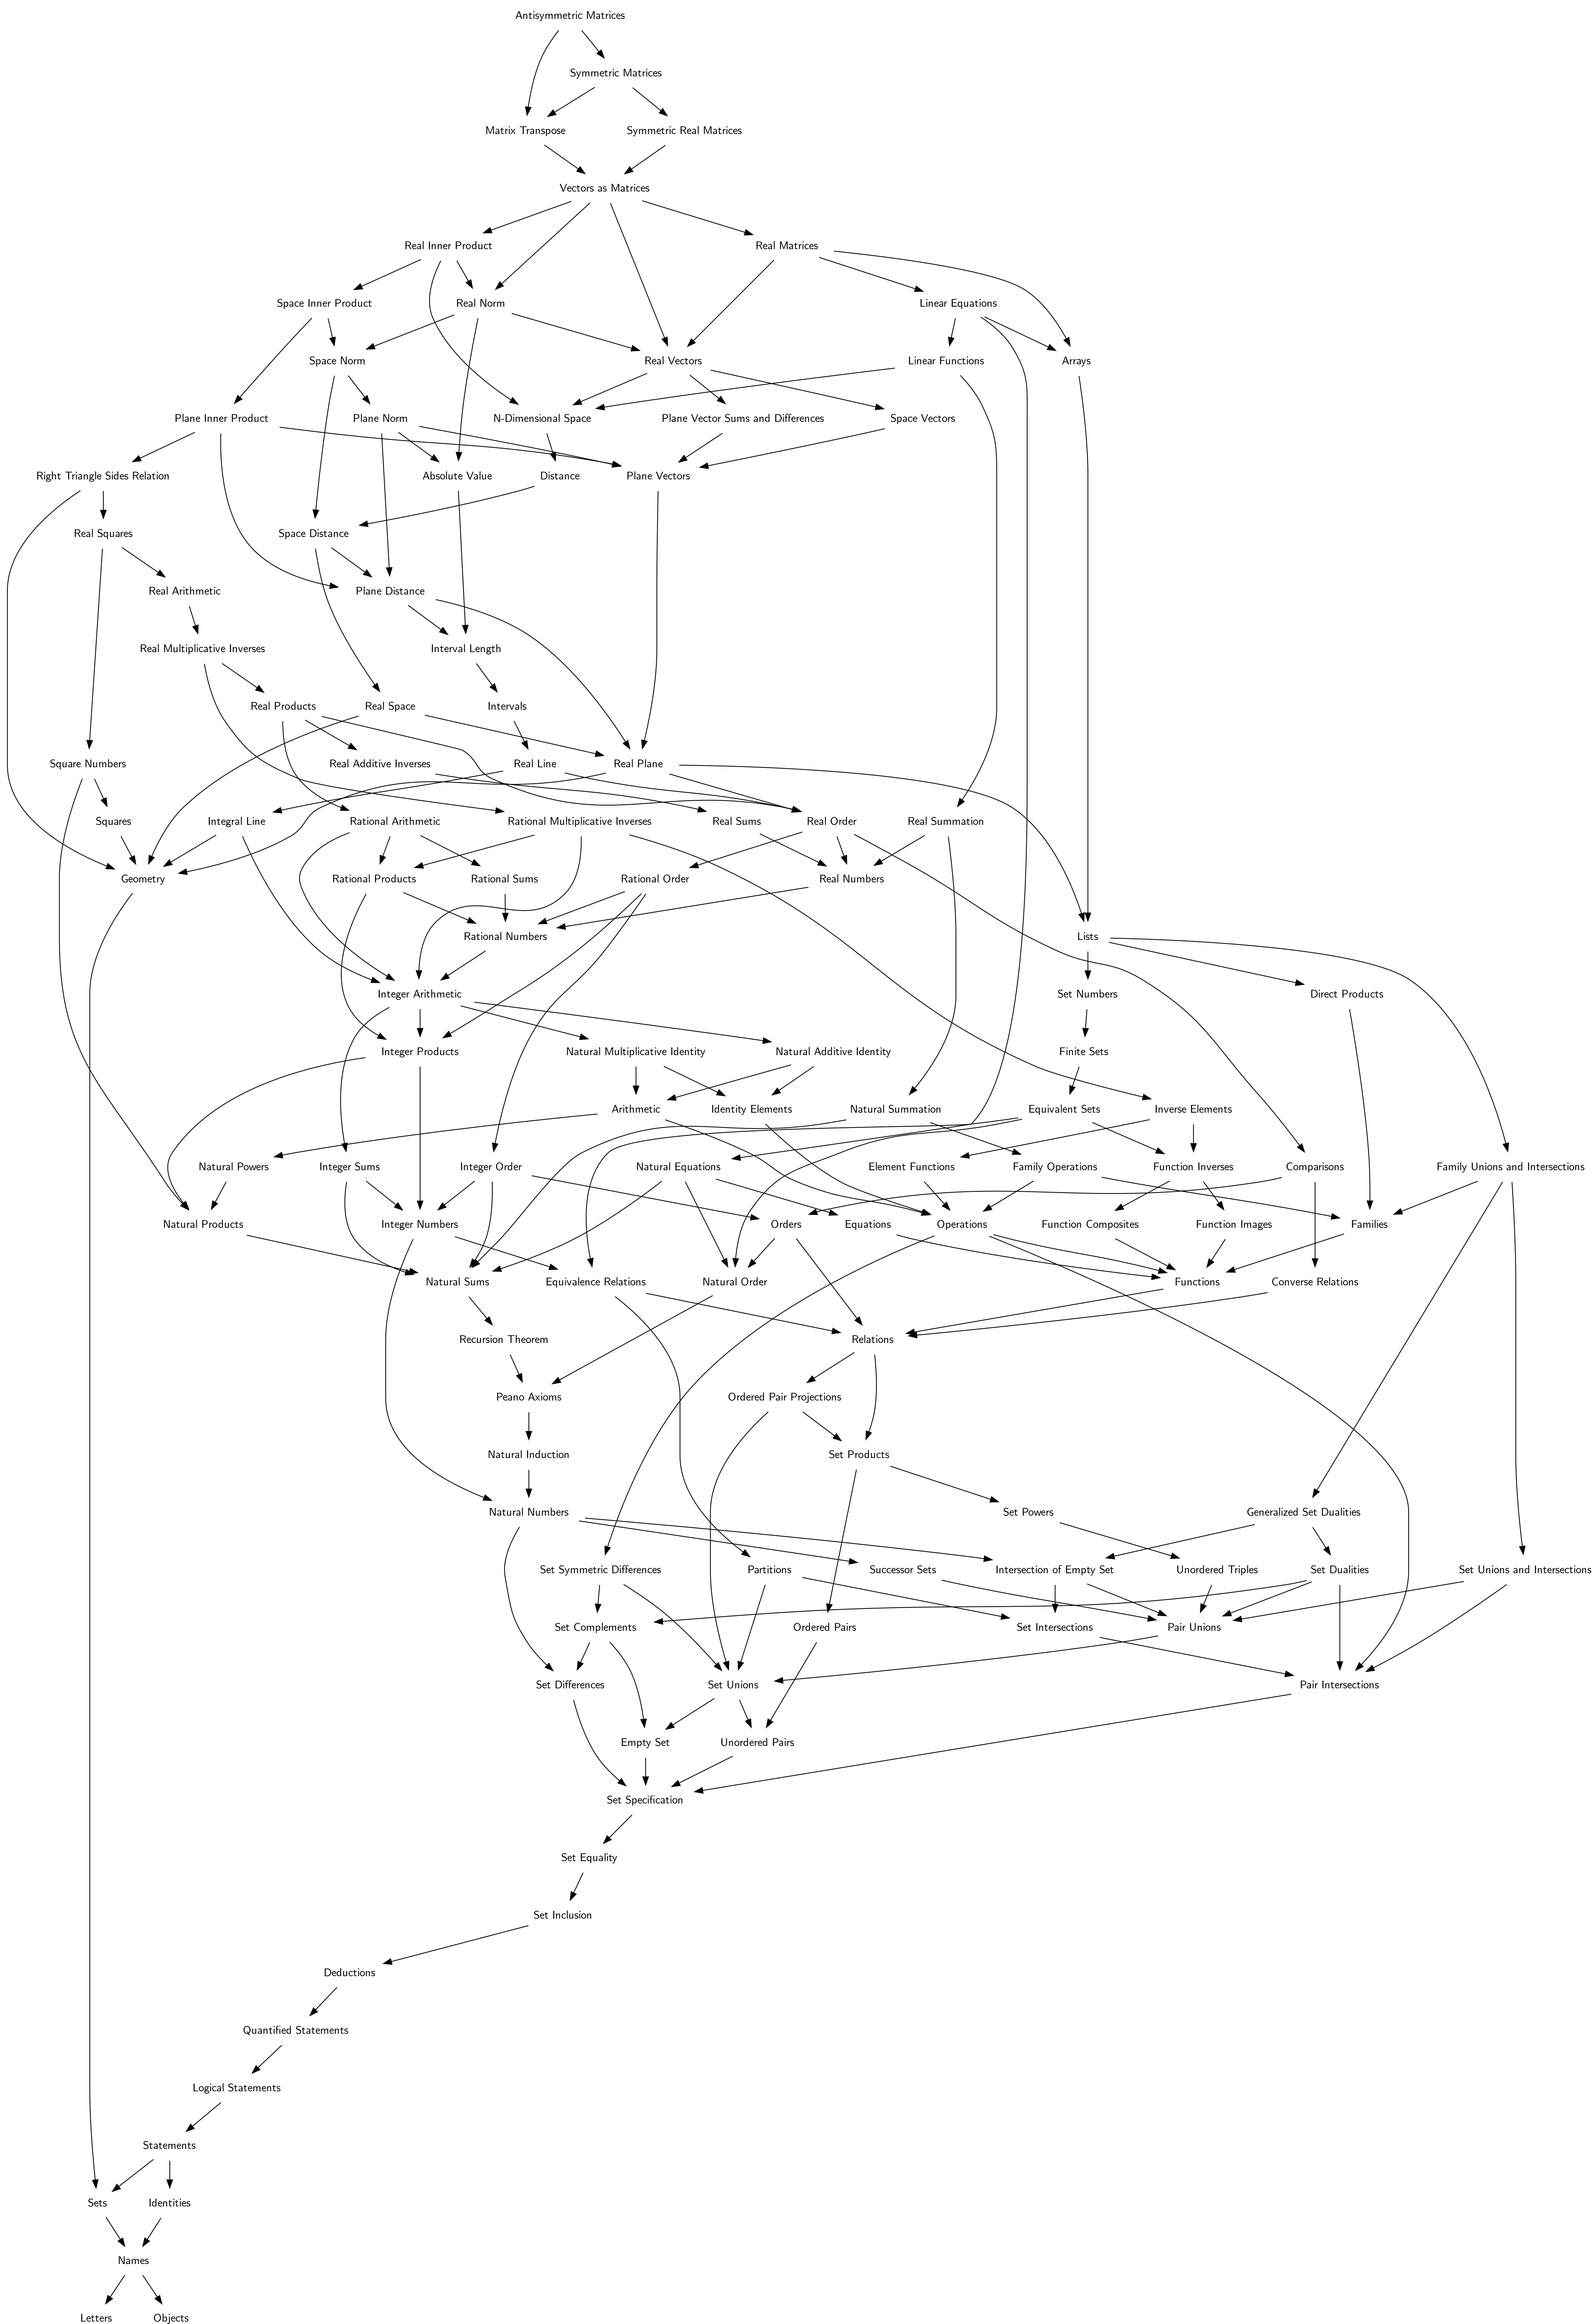 Antisymmetric Matrices
Symmetric Matrices
Matrix Transpose
Symmetric Real Matrices
Vectors as Matrices
Real Inner Product
Real Matrices
Space Inner Product
Real Norm
Linear Equations
Space Norm
Real Vectors
Linear Functions
Arrays
Plane Inner Product
Plane Norm
N-Dimensional Space
Plane Vector Sums and Differences
Space Vectors
Right Triangle Sides Relation
Absolute Value
Distance
Plane Vectors
Real Squares
Space Distance
Real Arithmetic
Plane Distance
Real Multiplicative Inverses
Interval Length
Real Products
Real Space
Intervals
Square Numbers
Real Additive Inverses
Real Line
Real Plane
Squares
Integral Line
Rational Arithmetic
Rational Multiplicative Inverses
Real Sums
Real Order
Real Summation
Geometry
Rational Products
Rational Sums
Rational Order
Real Numbers
Rational Numbers
Lists
Integer Arithmetic
Set Numbers
Direct Products
Integer Products
Natural Multiplicative Identity
Natural Additive Identity
Finite Sets
Arithmetic
Identity Elements
Natural Summation
Equivalent Sets
Inverse Elements
Natural Powers
Integer Sums
Integer Order
Natural Equations
Element Functions
Family Operations
Function Inverses
Comparisons
Family Unions and Intersections
Natural Products
Integer Numbers
Orders
Equations
Operations
Function Composites
Function Images
Families
Natural Sums
Equivalence Relations
Natural Order
Functions
Converse Relations
Recursion Theorem
Relations
Peano Axioms
Ordered Pair Projections
Natural Induction
Set Products
Natural Numbers
Set Powers
Generalized Set Dualities
Set Symmetric Differences
Partitions
Successor Sets
Intersection of Empty Set
Unordered Triples
Set Dualities
Set Unions and Intersections
Set Complements
Ordered Pairs
Set Intersections
Pair Unions
Set Differences
Set Unions
Pair Intersections
Empty Set
Unordered Pairs
Set Specification
Set Equality
Set Inclusion
Deductions
Quantified Statements
Logical Statements
Statements
Sets
Identities
Names
Letters
Objects